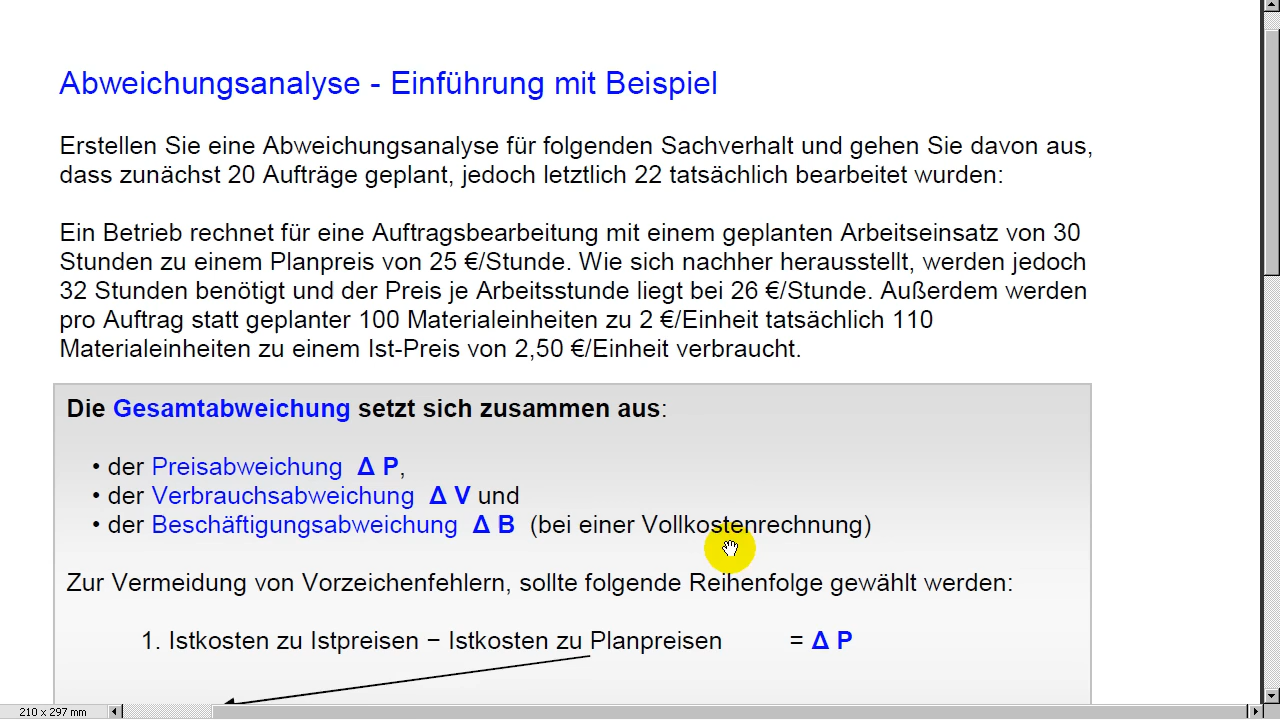 Abweichungsanalyse - Einführung mit Beispiel
Erstellen Sie eine Abweichungsanalyse für folgenden Sachverhalt und gehen Sie davon aus,
dass zunächst 20 Aufträge geplant, jedoch letztlich 22 tatsächlich bearbeitet wurden:
Ein Betrieb rechnet für eine Auftragsbearbeitung mit einem geplanten Arbeitseinsatz von 30
Stunden zu einem Planpreis von 25 €/Stunde. Wie sich nachher herausstellt, werden jedoch
32 Stunden benötigt und der Preis je Arbeitsstunde liegt bei 26 €/Stunde. Außerdem werden
pro Auftrag statt geplanter 100 Materialeinheiten zu 2 €/Einheit tatsächlich 110
Materialeinheiten zu einem Ist-Preis von 2,50 €/Einheit verbraucht.
Die Gesamtabweichung setzt sich zusammen aus:
• der Preisabweichung Δ P,
• der Verbrauchsabweichung Δ V und
• der Beschäftigungsabweichung Δ B (bei einer Vollkostenrechnung)
Zur Vermeidung von Vorzeichenfehlern, sollte folgende Reihenfolge gewählt werden:
1. Istkosten zu Istpreisen − Istkosten zu Planpreisen = Δ P
210 x 297 mm